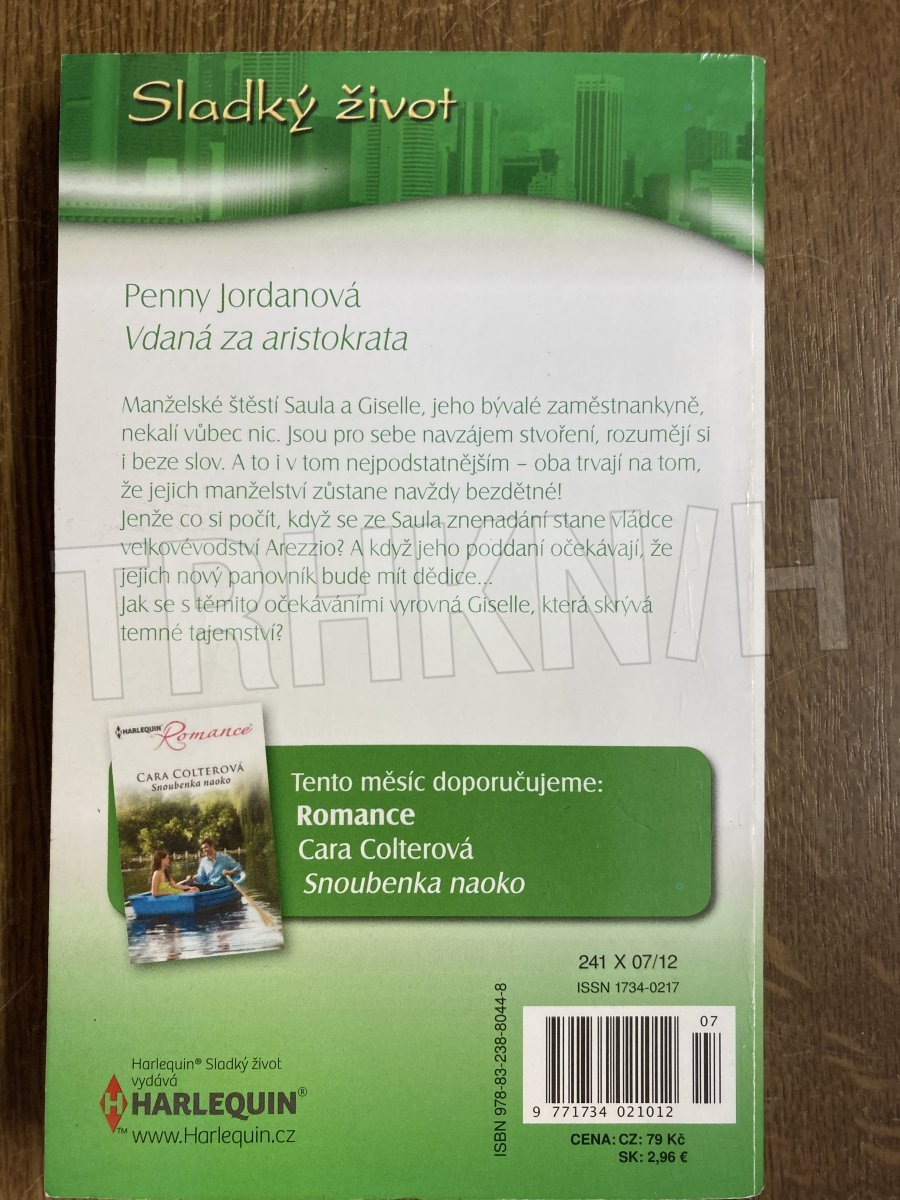 Sladký život
Penny Jordanová
Vdaná za aristokrata
Manželské štěstí Saula a Giselle, jeho bývalé zaměstnankyně,
nekalí vůbec nic. Jsou pro sebe navzájem stvoření, rozumějí si
i beze slov. A to i v tom nejpodstatnějším – oba trvají na tom,
že jejich manželství zůstane navždy bezdětné!
Jenže co si počít, když se ze Saula znenadání stane vládce
velkovévodství Arezzio? A když jeho poddaní očekávají, že
jejich nový panovník bude mít dědice...
Jak se s těmito očekáváními vyrovná Giselle, která skrývá
temné tajemství?
TRHKNIH
HARLEQUIN® Romance
CARA COLTEROVÁ
Snoubenka naoko
Tento měsíc doporučujeme:
Romance
Cara Colterová
Snoubenka naoko
241 X 07/12
ISSN 1734-0217
ISBN 978-83-238-8044-8
07
9 771734 021012
CENA: CZ: 79 Kč
SK: 2,96 €
Harlequin® Sladký život
vydává
H HARLEQUIN®
™ www.Harlequin.cz